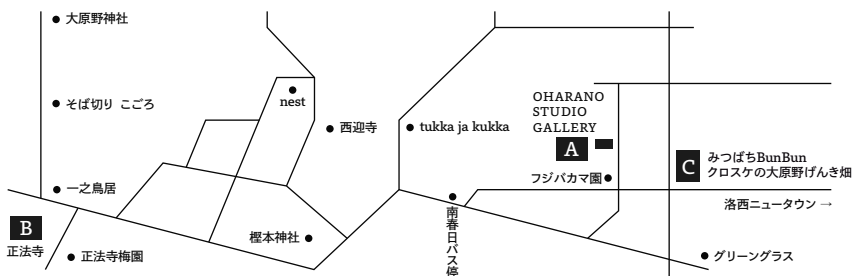 大原野神社
そば切り こごろ
nest
西迎寺
tukka ja kukka
OHARANO
STUDIO
GALLERY
A
フジバカマ園
C
みつばちBunBun
クロスケの大原野げんき畑
洛西ニュータウン →
一之鳥居
B
正法寺
正法寺梅園
樫本神社
南春日バス停
グリーングラス